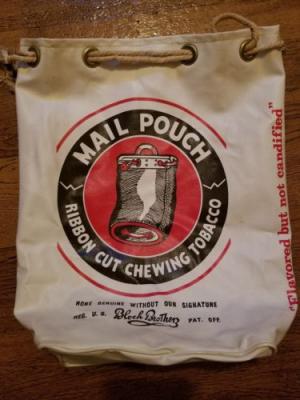 MAIL POUCH
RIBBON CUT CHEWING TOBACCO
NONE GENUINE WITHOUT OUR SIGNATURE
REG. U.S. Bloch Brothers PAT. OFF.
"Flavored but not candified"